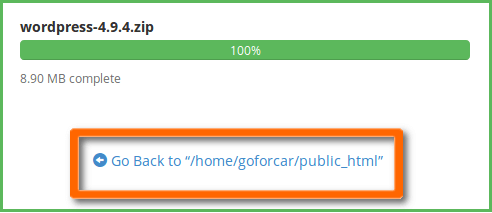 wordpress-4.9.4.zip
100%
8.90 MB complete
Go Back to “/home/goforcar/public_html”